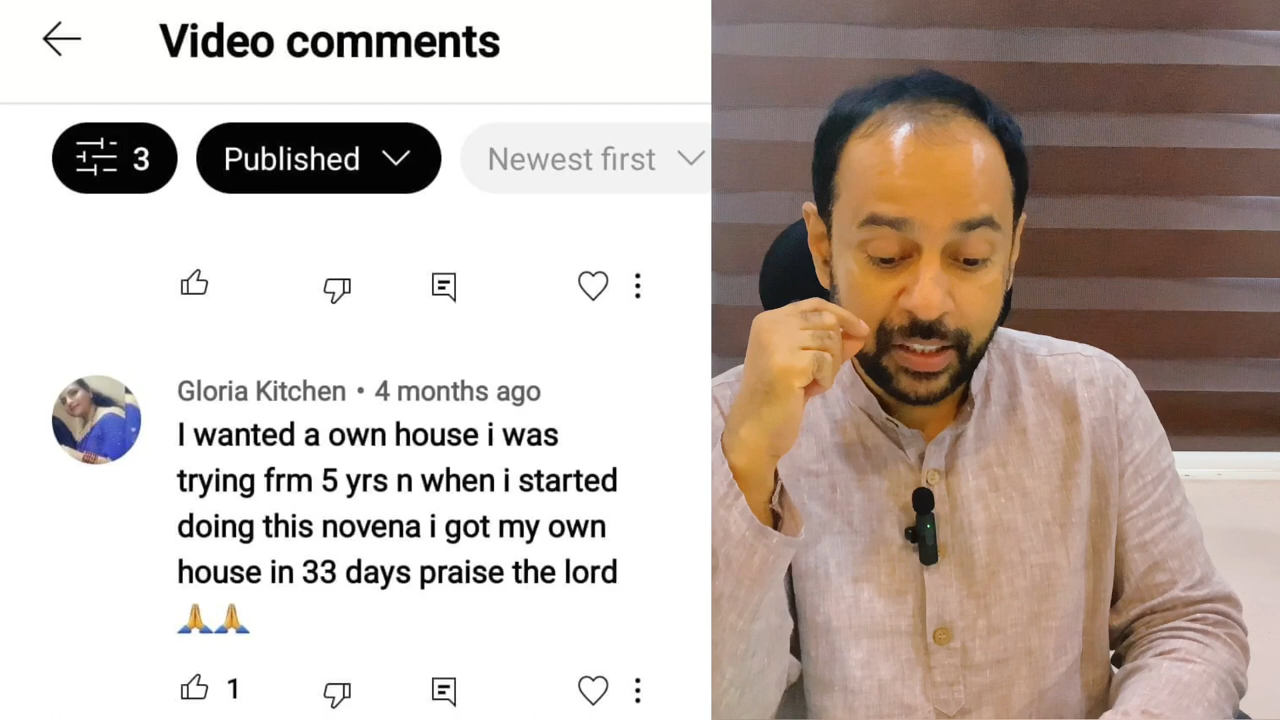 Video comments
3 Published Newest first
Gloria Kitchen • 4 months ago
I wanted a own house i was
trying frm 5 yrs n when i started
doing this novena i got my own
house in 33 days praise the lord
🙏🙏
1